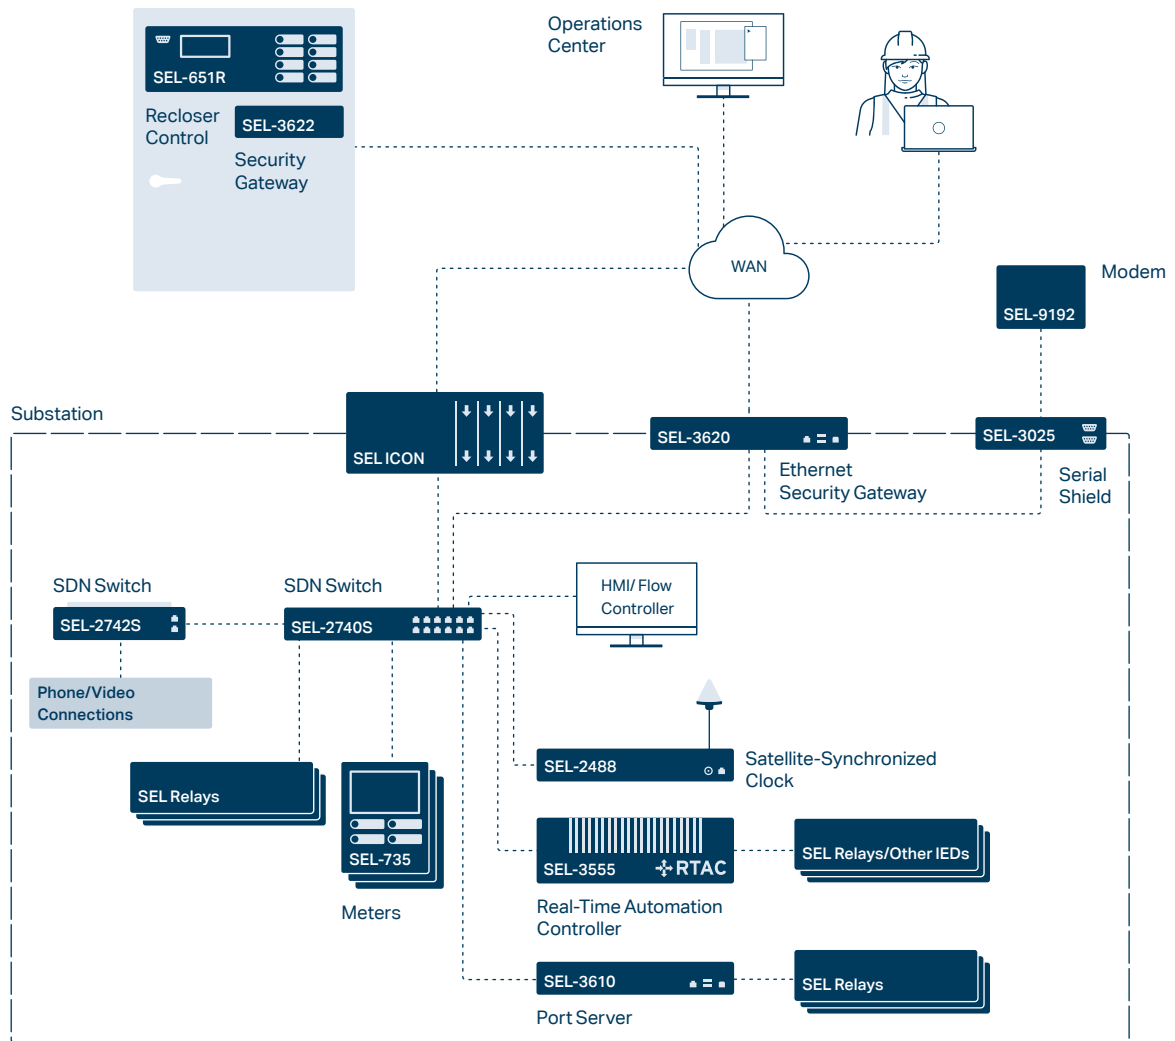 Operations
Center
SEL-651R
Recloser
Control
SEL-3622
Security
Gateway
WAN
Modem
SEL-9192
Substation
SEL ICON
SEL-3620
SEL-3025
Ethernet
Security Gateway
Serial
Shield
SDN Switch
SEL-2742S
SDN Switch
SEL-2740S
HMI/ Flow
Controller
Phone/Video
Connections
SEL-2488
Satellite-Synchronized
Clock
SEL Relays
SEL-735
Meters
SEL-3555
RTAC
SEL Relays/Other IEDs
Real-Time Automation
Controller
SEL-3610
SEL Relays
Port Server